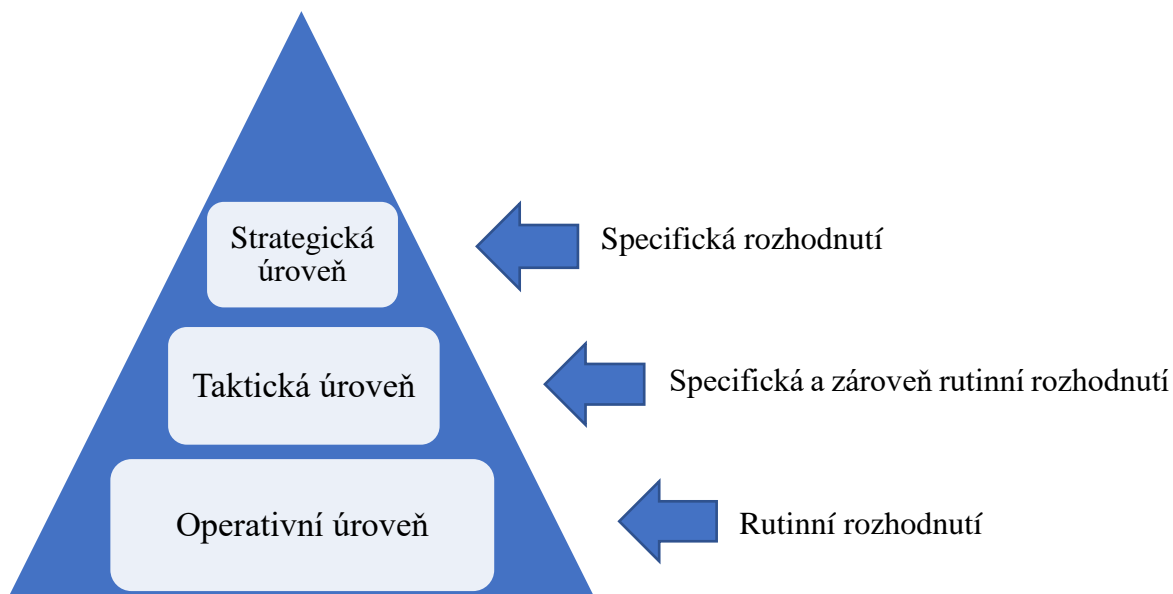 Strategická
úroveň
Specifická rozhodnutí
Taktická úroveň
Specifická a zároveň rutinní rozhodnutí
Operativní úroveň
Rutinní rozhodnutí